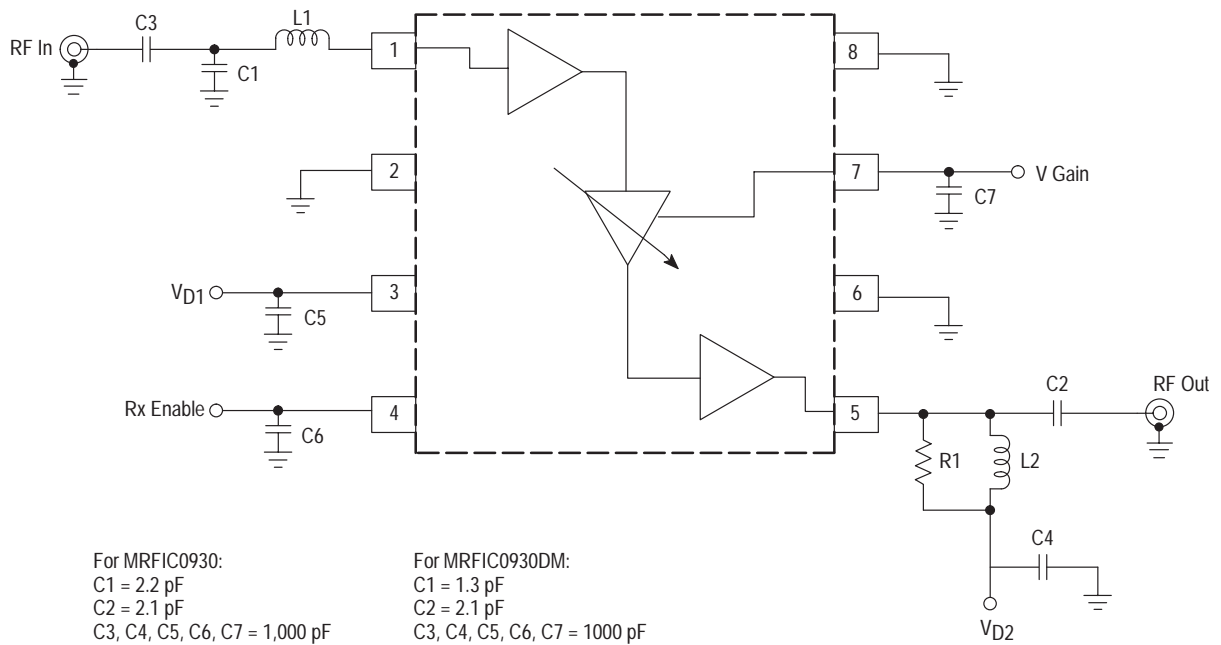 RF In
C3
C1
L1
1
8
2
7
C7
V Gain
VD1
C5
3
6
Rx Enable
C6
4
5
C2
RF Out
R1
L2
C4
VD2
For MRFIC0930:
C1 = 2.2 pF
C2 = 2.1 pF
C3, C4, C5, C6, C7 = 1,000 pF
For MRFIC0930DM:
C1 = 1.3 pF
C2 = 2.1 pF
C3, C4, C5, C6, C7 = 1000 pF